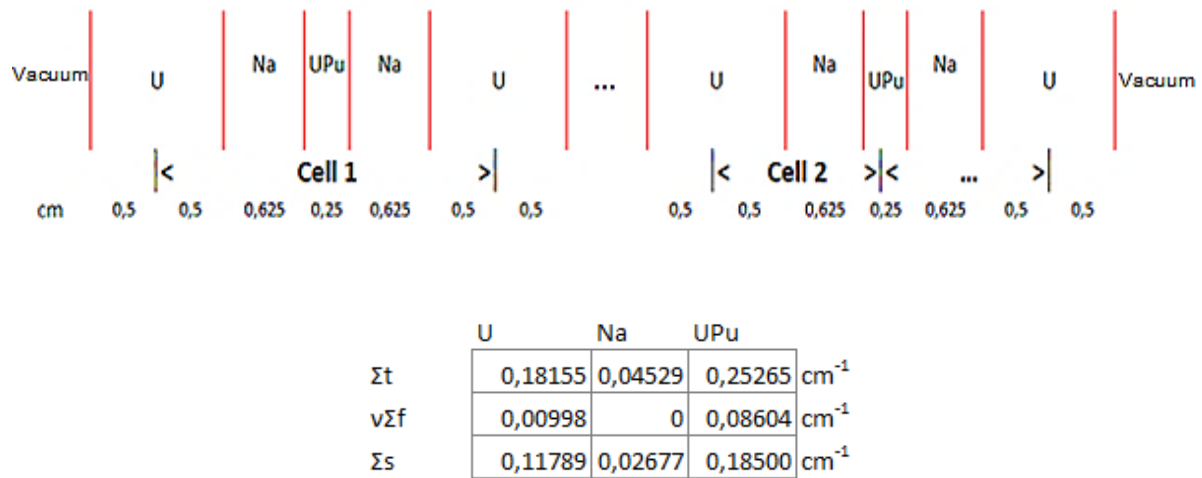 Vacuum U Na UPu Na U ... U Na UPu Na U Vacuum
< Cell 1 > < Cell 2 > < ... >
cm 0,5 0,5 0,625 0,25 0,625 0,5 0,5 0,5 0,5 0,625 0,25 0,625 0,5 0,5
U Na UPu
Σt 0,18155 0,04529 0,25265 cm⁻¹
νΣf 0,00998 0 0,08604 cm⁻¹
Σs 0,11789 0,02677 0,18500 cm⁻¹